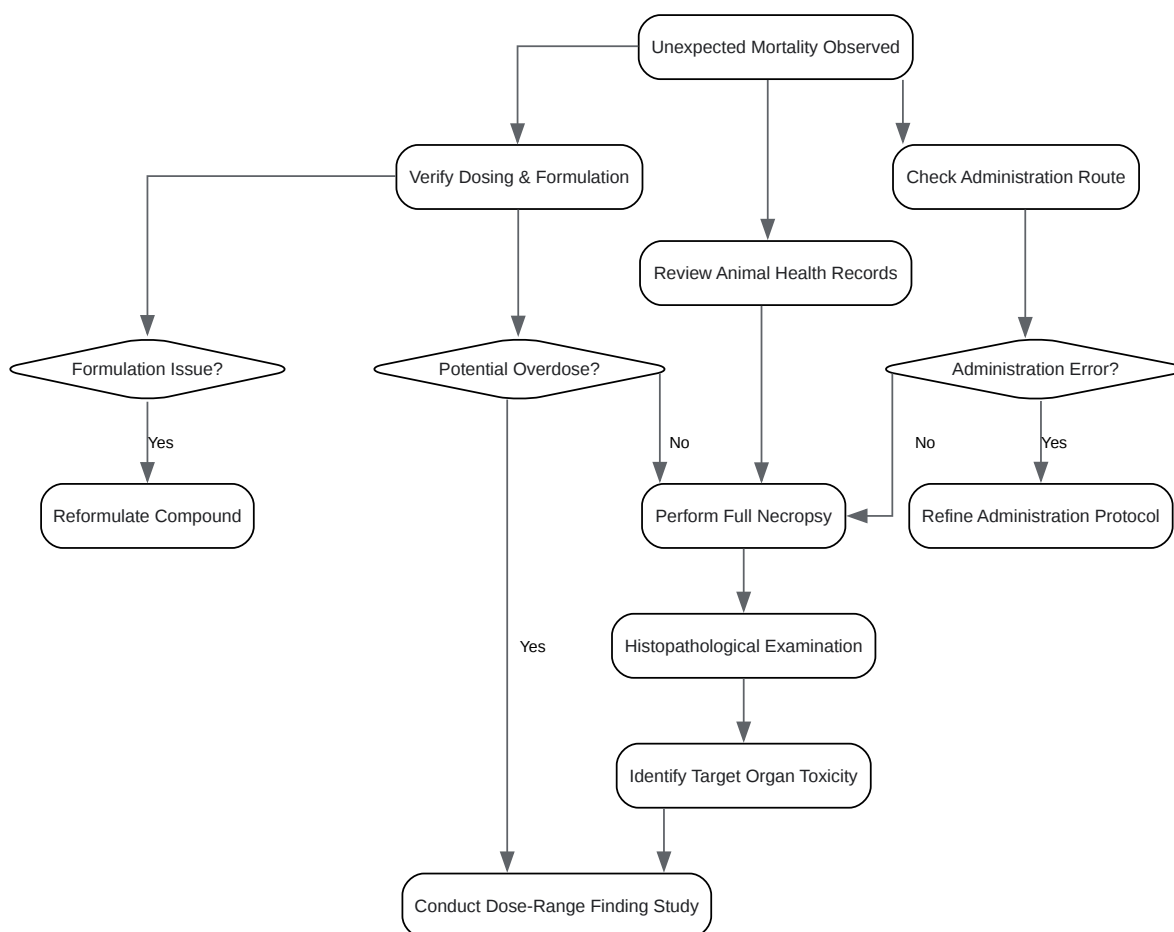 Unexpected Mortality Observed
Verify Dosing & Formulation
Check Administration Route
Review Animal Health Records
Formulation Issue?
Potential Overdose?
Administration Error?
Yes
No
No
Yes
Reformulate Compound
Perform Full Necropsy
Refine Administration Protocol
Histopathological Examination
Yes
Identify Target Organ Toxicity
Conduct Dose-Range Finding Study